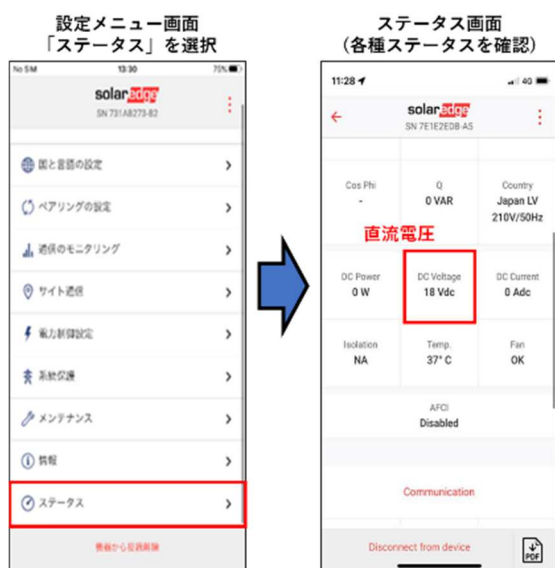 設定メニュー画面
「ステータス」を選択
No SIM 13:30 75%
solaredge
SN 731A8273-82
国と言語の設定
ペアリングの設定
通信のモニタリング
サイト通信
電力制御設定
系統保護
メンテナンス
情報
ステータス
ステータス画面
(各種ステータスを確認)
11:28 4G
solaredge
SN 7E1E2EDB-A5
Cos Phi
-
Q
0 VAR
Country
Japan LV
210V/50Hz
直流電圧
DC Power
0 W
DC Voltage
18 Vdc
DC Current
0 Adc
Isolation
NA
Temp.
37° C
Fan
OK
AFCI
Disabled
Communication
Disconnect from device
PDF